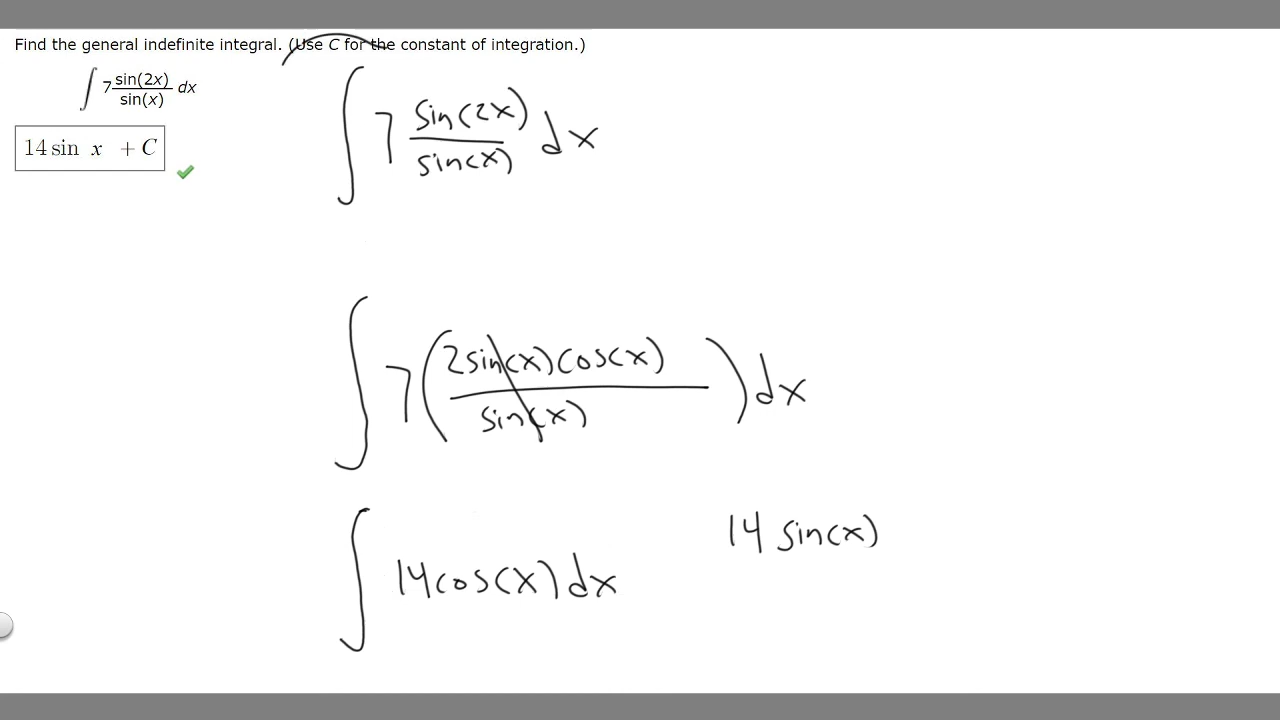 Find the general indefinite integral. (Use C for the constant of integration.)
∫ 7 sin(2x)/sin(x) dx
14 sin x + C
∫ 7 sin(2x)/sin(x) dx
∫ 7 (2sin(x)cos(x)/sin(x)) dx
14 sin(x)
∫ 14cos(x) dx